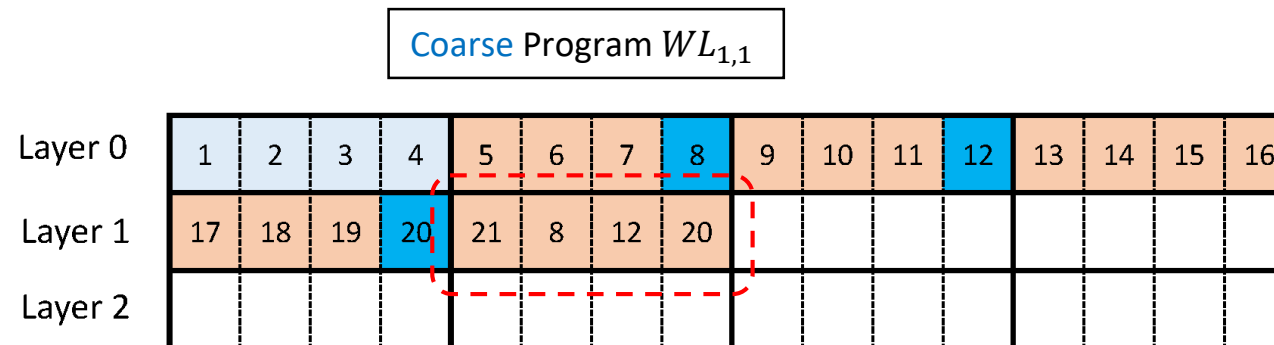 Coarse Program WL1,1
Layer 0 1 2 3 4 5 6 7 8 9 10 11 12 13 14 15 16
Layer 1 17 18 19 20 21 8 12 20
Layer 2